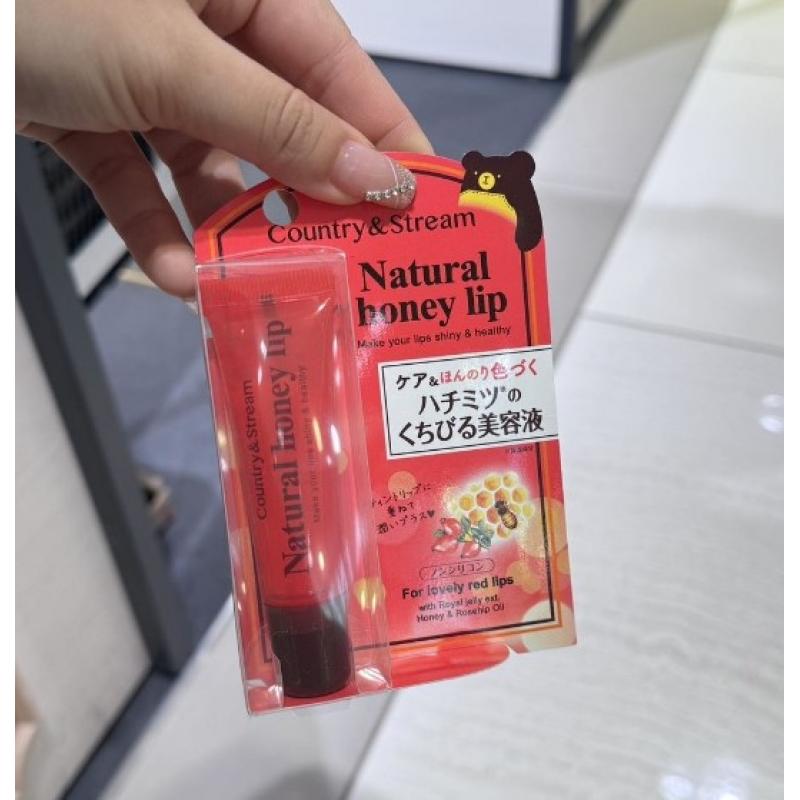 Country&Stream
Natural
honey lip
Make your lips shiny & healthy
ケア&ほんのり色づく
ハチミツ*の
くちびる美容液
ティントリップに
重ねて
潤いプラス♥
ノンシリコン
For lovely red lips
with Royal jelly ext.
Honey & Rosehip Oil
Country&Stream
Natural honey lip
Make your lips shiny & healthy